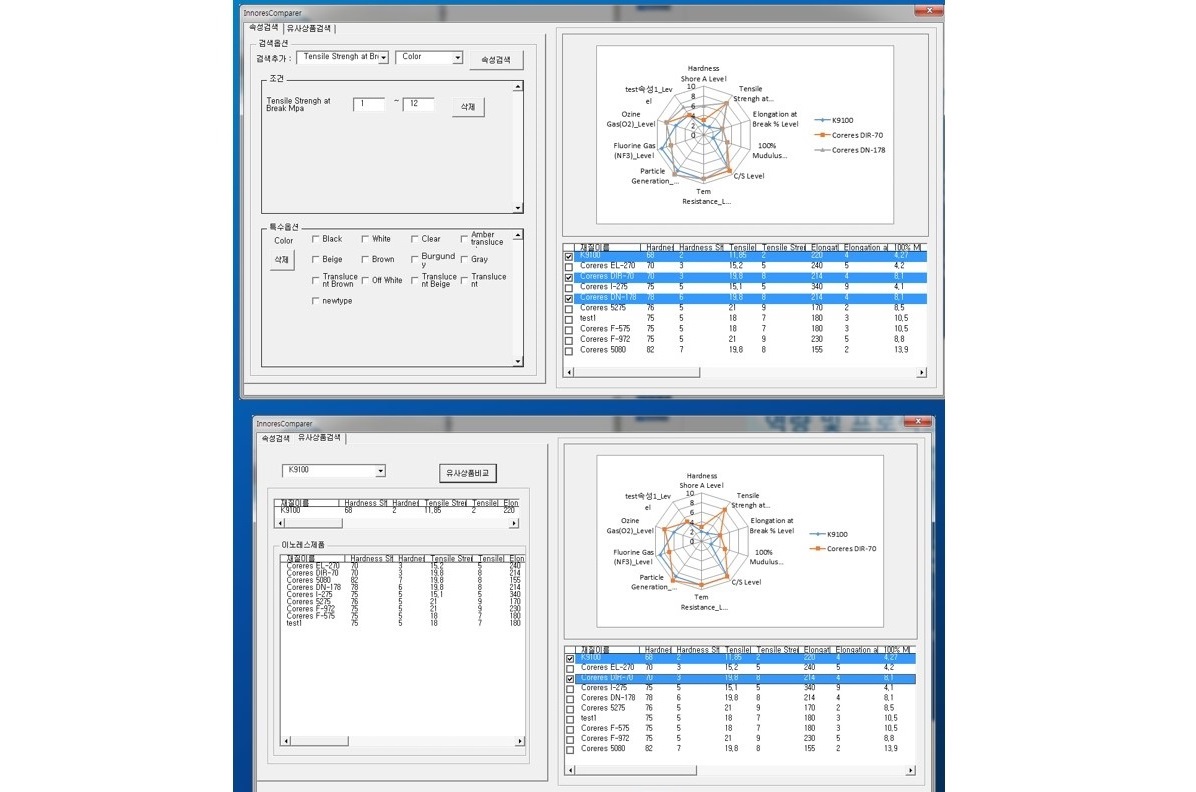 InnoresComparer
속성검색 유사상품검색
검색옵션
검색추가 : Tensile Strengh at Bre Color 속성검색
조건
Tensile Strengh at
Break Mpa 1 ~ 12 삭제
특수옵션
Color Black White Clear Amber
transluce
삭제 Beige Brown Burgund
y Gray
Transluce
nt Brown Off White Transluce
nt Beige Transluce
nt
newtype
Hardness
Shore A Level
Tensile
Strengh at...
Elongation at
Break % Level
100%
Mudulus...
C/S Level
Tem
Resistance_L...
Particle
Generation_...
Fluorine Gas
(NF3)_Level
Ozine
Gas(O2)_Level
test속성1_Lev
el
10
8
6
4
2
0
K9100
Coreres DIR-70
Coreres DN-178
재질이름 Hardnes Hardness Sh Tensile Tensile Stren Elongati Elongation a 100% M
K9100 68 2 11,85 2 220 4 4,27
Coreres EL-270 70 3 15,2 5 240 5 4,2
Coreres DIR-70 70 3 19,8 8 214 4 8,1
Coreres I-275 75 5 15,1 5 340 9 4,1
Coreres DN-178 78 6 19,8 8 214 4 8,1
Coreres 5275 76 5 21 9 170 2 8,5
test1 75 5 18 7 180 3 10,5
Coreres F-575 75 5 18 7 180 3 10,5
Coreres F-972 75 5 21 9 230 5 8,8
Coreres 5080 82 7 19,8 8 155 2 13,9
InnoresComparer
속성검색 유사상품검색
K9100 유사상품비교
재질이름 Hardness Sh Hardnes Tensile Stren Tensile Elon
K9100 68 2 11,85 2 220
이노레스제품
재질이름 Hardness Sh Hardnes Tensile Stren Tensile Elon
Coreres EL-270 70 3 15,2 5 240
Coreres DIR-70 70 3 19,8 8 214
Coreres 5080 82 7 19,8 8 155
Coreres DN-178 78 6 19,8 8 214
Coreres I-275 75 5 15,1 5 340
Coreres 5275 76 5 21 9 170
Coreres F-972 75 5 21 9 230
Coreres F-575 75 5 18 7 180
test1 75 5 18 7 180
Hardness
Shore A Level
Tensile
Strengh at...
Elongation at
Break % Level
100%
Mudulus...
C/S Level
Tem
Resistance_L...
Particle
Generation_...
Fluorine Gas
(NF3)_Level
Ozine
Gas(O2)_Level
test속성1_Lev
el
10
8
6
4
2
0
K9100
Coreres DIR-70
재질이름 Hardnes Hardness Sh Tensile Tensile Stren Elongati Elongation a 100% M
K9100 68 2 11,85 2 220 4 4,27
Coreres EL-270 70 3 15,2 5 240 5 4,2
Coreres DIR-70 70 3 19,8 8 214 4 8,1
Coreres I-275 75 5 15,1 5 340 9 4,1
Coreres DN-178 78 6 19,8 8 214 4 8,1
Coreres 5275 76 5 21 9 170 2 8,5
test1 75 5 18 7 180 3 10,5
Coreres F-575 75 5 18 7 180 3 10,5
Coreres F-972 75 5 21 9 230 5 8,8
Coreres 5080 82 7 19,8 8 155 2 13,9